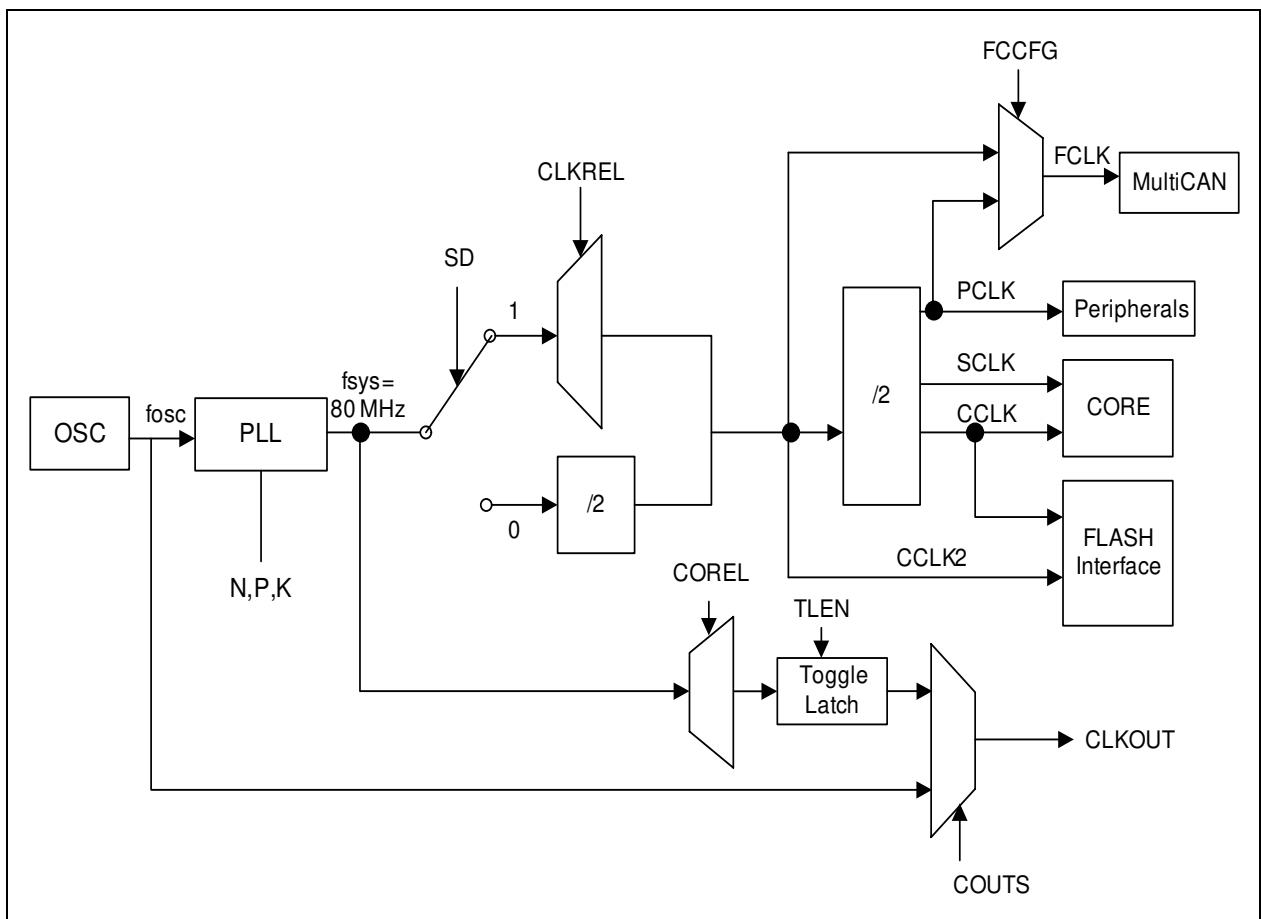 FCCFG
FCLK
MultiCAN
CLKREL
SD
1
PCLK
Peripherals
SCLK
CORE
CCLK
/2
fsys=
80 MHz
OSC
fosc
PLL
/2
0
FLASH
Interface
CCLK2
N,P,K
COREL
TLEN
Toggle
Latch
CLKOUT
COUTS